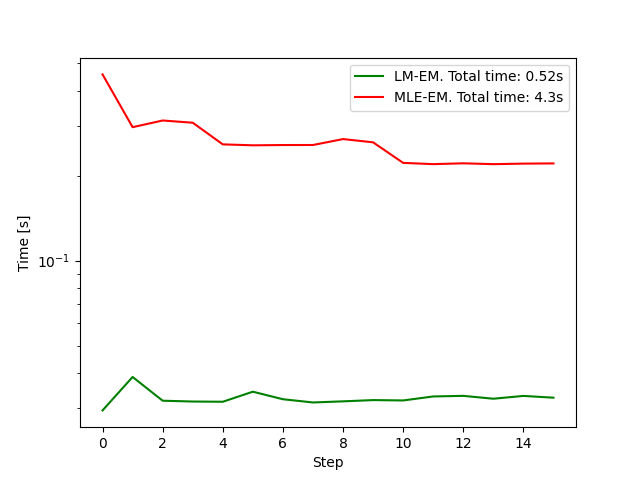 LM-EM. Total time: 0.52s
MLE-EM. Total time: 4.3s
Time [s]
10⁻¹
0 2 4 6 8 10 12 14
Step